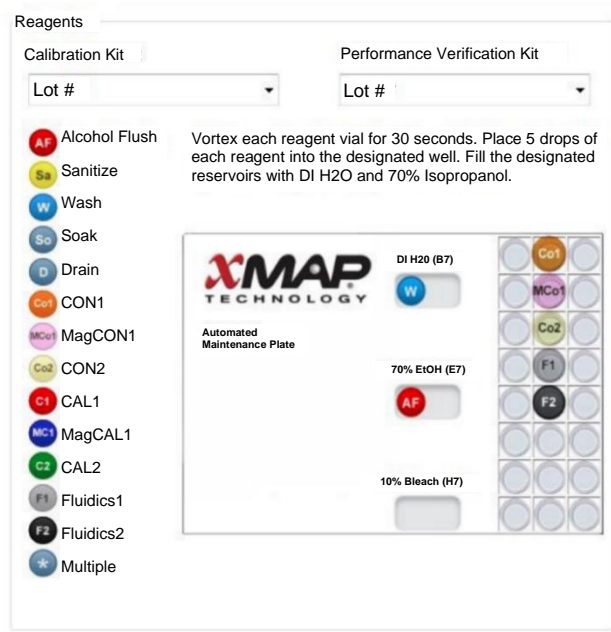 Reagents
Calibration Kit
Performance Verification Kit
Lot #
Lot #
AF Alcohol Flush
Sa Sanitize
W Wash
So Soak
D Drain
Co1 CON1
MCo1 MagCON1
Co2 CON2
C1 CAL1
MC1 MagCAL1
C2 CAL2
F1 Fluidics1
F2 Fluidics2
* Multiple
Vortex each reagent vial for 30 seconds. Place 5 drops of
each reagent into the designated well. Fill the designated
reservoirs with DI H2O and 70% Isopropanol.
XMAP
TECHNOLOGY
Automated
Maintenance Plate
DI H20 (B7)
W
70% EtOH (E7)
AF
10% Bleach (H7)
Co1
MCo1
Co2
F1
F2